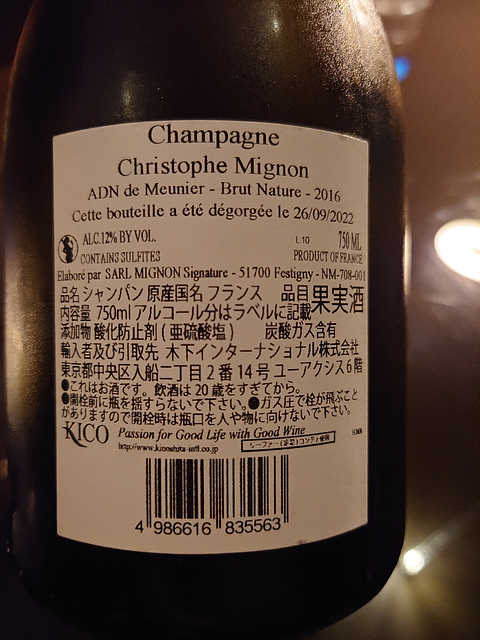 Champagne
Christophe Mignon
ADN de Meunier - Brut Nature - 2016
Cette bouteille a été dégorgée le 26/09/2022
ALC.12% BY VOL. L.10 750 ML
CONTAINS SULFITES PRODUCT OF FRANCE
Elaboré par SARL MIGNON Signature - 51700 Festigny - NM-708-001
品名 シャンパン 原産国名 フランス 品目 果実酒
内容量 750ml アルコール分はラベルに記載
添加物 酸化防止剤 ( 亜硫酸塩 ) 炭酸ガス含有
輸入者及び引取先 木下インターナショナル株式会社
東京都中央区入船二丁目2番14号 ユーアクシス6階
●これはお酒です。飲酒は20歳をすぎてから。
●開栓前に瓶を揺すらないで下さい。●ガス圧で栓が飛ぶこと
がありますので開栓時は瓶口を人や物に向けないで下さい。
KICO Passion for Good Life with Good Wine
http://www.kinoshita-intl.co.jp
4 986616 835563